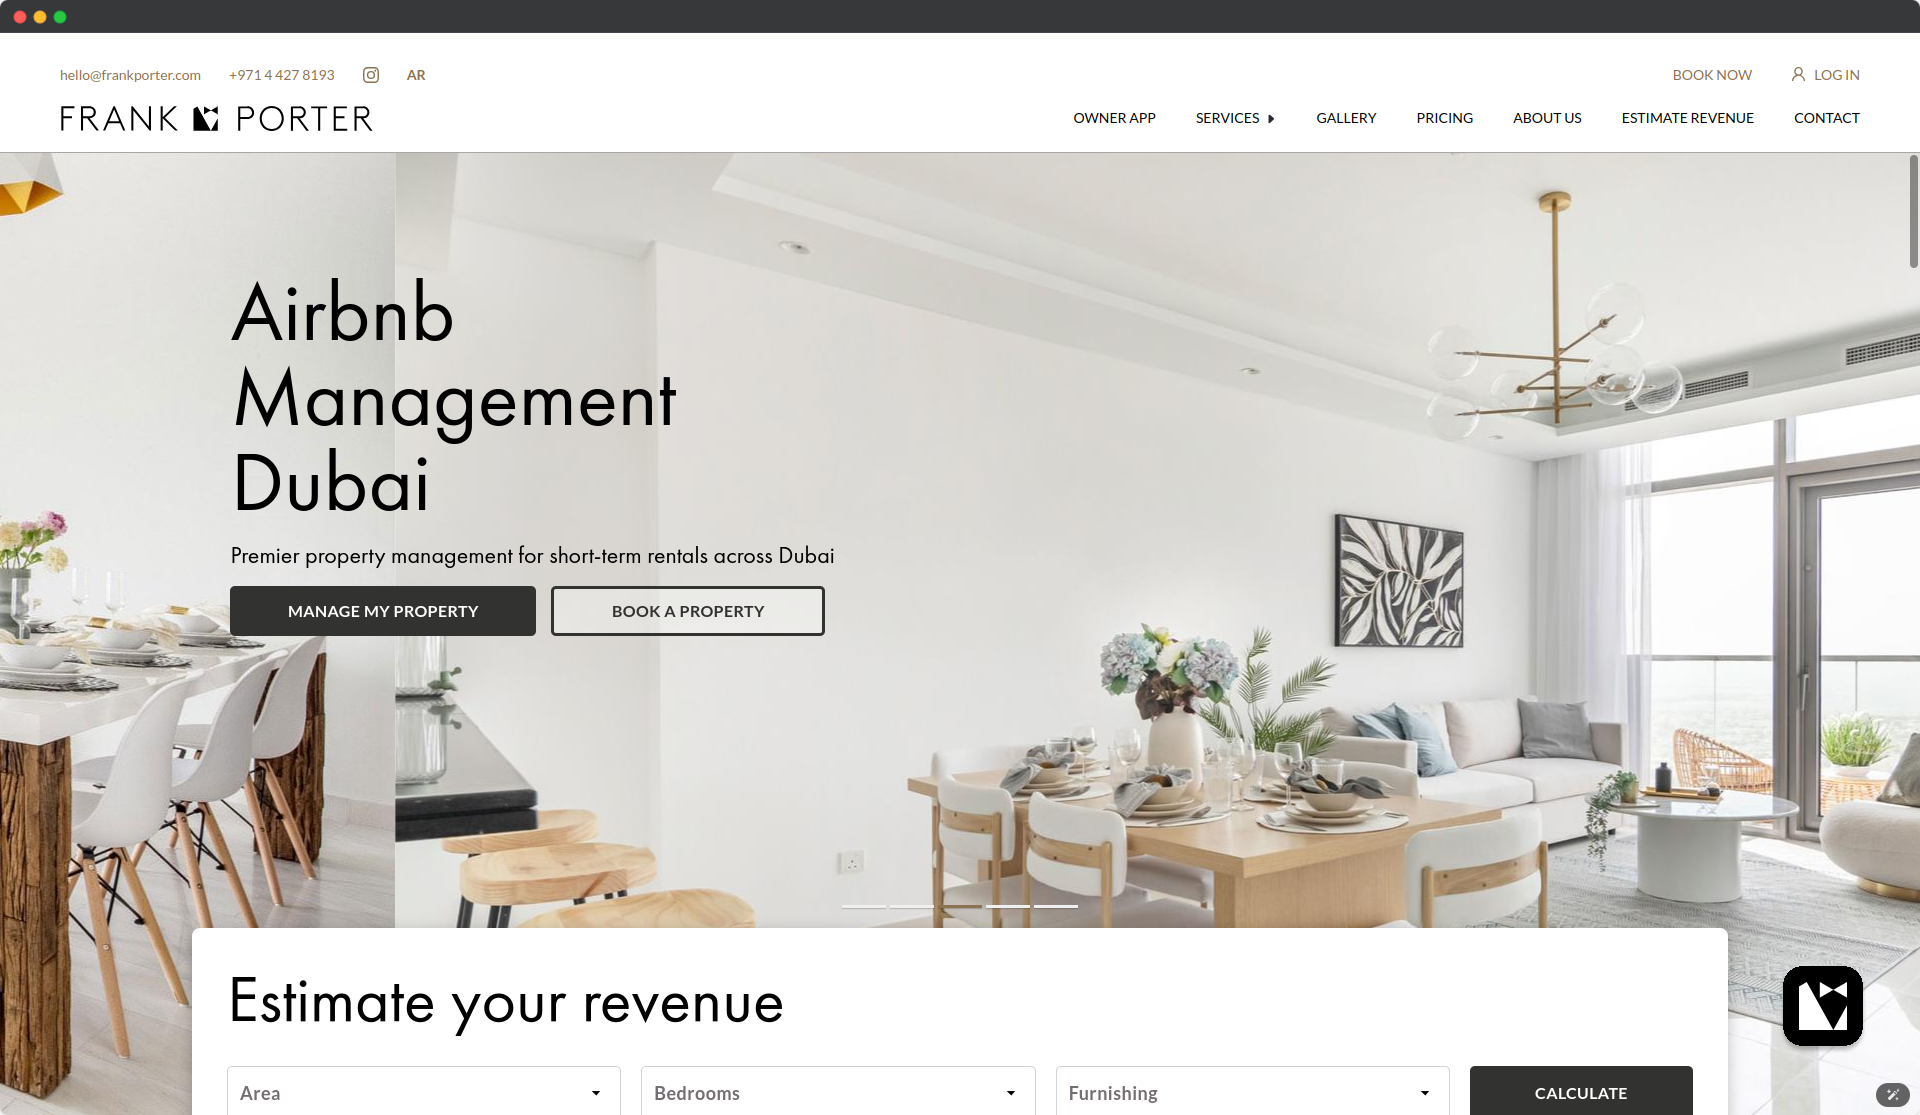 hello@frankporter.com +971 4 427 8193 AR BOOK NOW LOG IN
FRANK PORTER
OWNER APP SERVICES GALLERY PRICING ABOUT US ESTIMATE REVENUE CONTACT
Airbnb
Management
Dubai
Premier property management for short-term rentals across Dubai
MANAGE MY PROPERTY BOOK A PROPERTY
Estimate your revenue
Area Bedrooms Furnishing CALCULATE